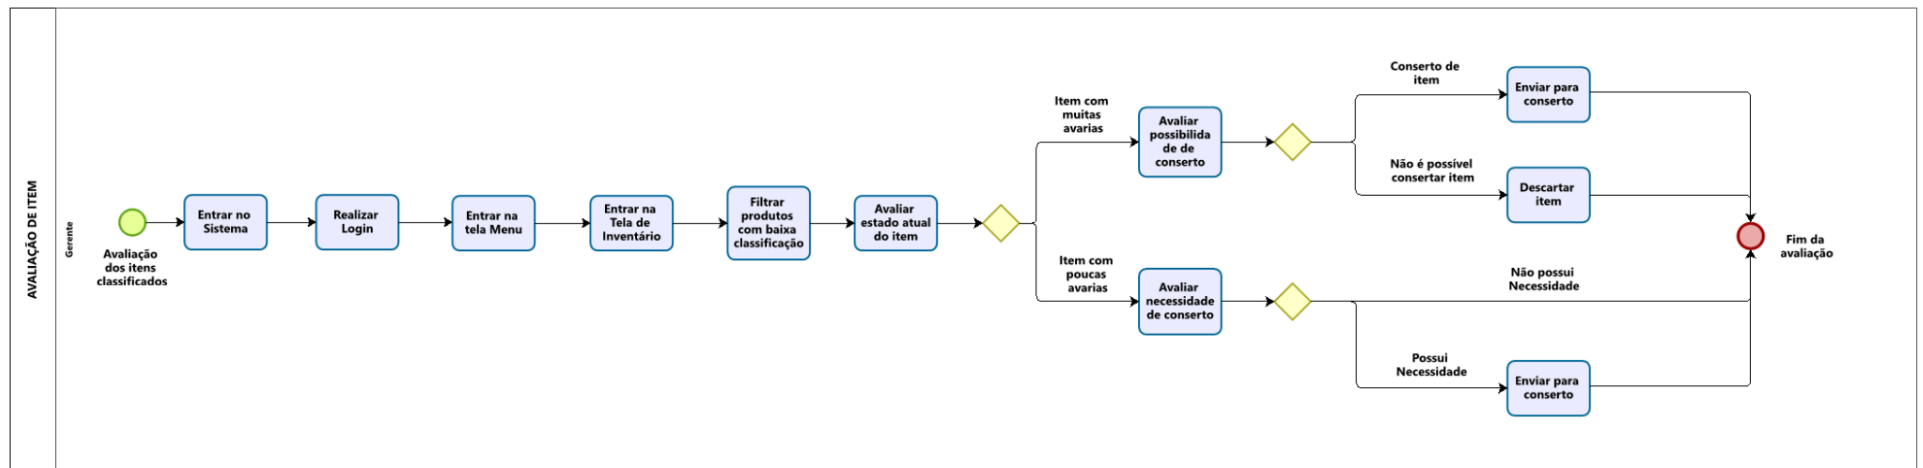 AVALIAÇÃO DE ITEM
Gerente
Avaliação
dos itens
classificados
Entrar no
Sistema
Realizar
Login
Entrar na
tela Menu
Entrar na
Tela de
Inventário
Filtrar
produtos
com baixa
classificação
Avaliar
estado atual
do item
Item com
muitas
avarias
Avaliar
possibilida
de de
conserto
Conserto de
item
Enviar para
conserto
Não é possível
consertar item
Descartar
item
Item com
poucas
avarias
Avaliar
necessidade
de conserto
Não possui
Necessidade
Possui
Necessidade
Enviar para
conserto
Fim da
avaliação